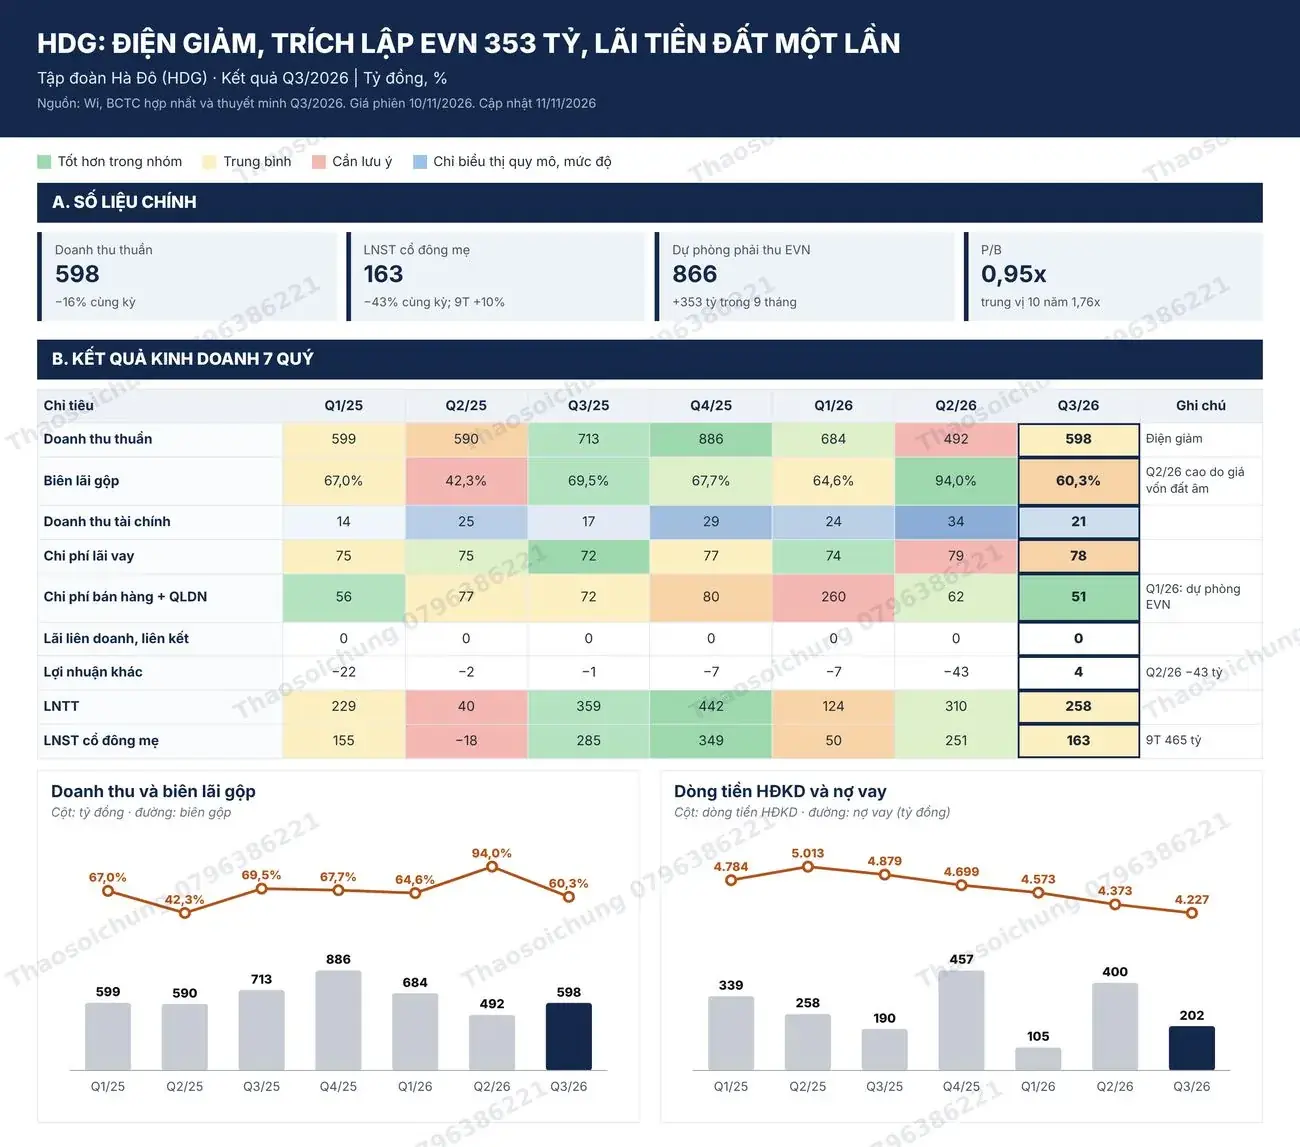 HDG: ĐIỆN GIẢM, TRÍCH LẬP EVN 353 TỶ, LÃI TIỀN ĐẤT MỘT LẦN
Tập đoàn Hà Đô (HDG) · Kết quả Q3/2026 | Tỷ đồng, %
Nguồn: Wi, BCTC hợp nhất và thuyết minh Q3/2026. Giá phiên 10/11/2026. Cập nhật 11/11/2026
Tốt hơn trong nhóm Trung bình Cần lưu ý Chỉ biểu thị quy mô, mức độ
A. SỐ LIỆU CHÍNH
Doanh thu thuần
598
−16% cùng kỳ
LNST cổ đông mẹ
163
−43% cùng kỳ; 9T +10%
Dự phòng phải thu EVN
866
+353 tỷ trong 9 tháng
P/B
0,95x
trung vị 10 năm 1,76x
B. KẾT QUẢ KINH DOANH 7 QUÝ
Chỉ tiêu Q1/25 Q2/25 Q3/25 Q4/25 Q1/26 Q2/26 Q3/26 Ghi chú
Doanh thu thuần 599 590 713 886 684 492 598 Điện giảm
Biên lãi gộp 67,0% 42,3% 69,5% 67,7% 64,6% 94,0% 60,3% Q2/26 cao do giá
vốn đất âm
Doanh thu tài chính 14 25 17 29 24 34 21
Chi phí lãi vay 75 75 72 77 74 79 78
Chi phí bán hàng + QLDN 56 77 72 80 260 62 51 Q1/26: dự phòng
EVN
Lãi liên doanh, liên kết 0 0 0 0 0 0 0
Lợi nhuận khác −22 −2 −1 −7 −7 −43 4 Q2/26 −43 tỷ
LNTT 229 40 359 442 124 310 258
LNST cổ đông mẹ 155 −18 285 349 50 251 163 9T 465 tỷ
Doanh thu và biên lãi gộp
Cột: tỷ đồng · đường: biên gộp
67,0% 42,3% 69,5% 67,7% 64,6% 94,0% 60,3%
599 590 713 886 684 492 598
Q1/25 Q2/25 Q3/25 Q4/25 Q1/26 Q2/26 Q3/26
Dòng tiền HĐKD và nợ vay
Cột: dòng tiền HĐKD · đường: nợ vay (tỷ đồng)
4.784 5.013 4.879 4.699 4.573 4.373 4.227
339 258 190 457 105 400 202
Q1/25 Q2/25 Q3/25 Q4/25 Q1/26 Q2/26 Q3/26
Thaosoichung 0796386221